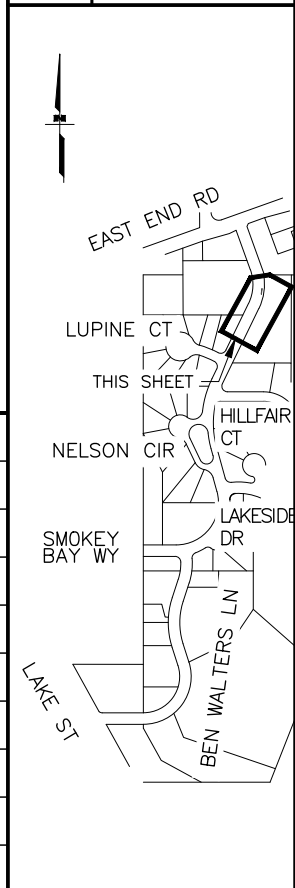 EAST END RD
LUPINE CT
THIS SHEET
HILLFAIR
CT
NELSON CIR
LAKESIDE
DR
SMOKEY
BAY WY
BEN WALTERS LN
LAKE ST